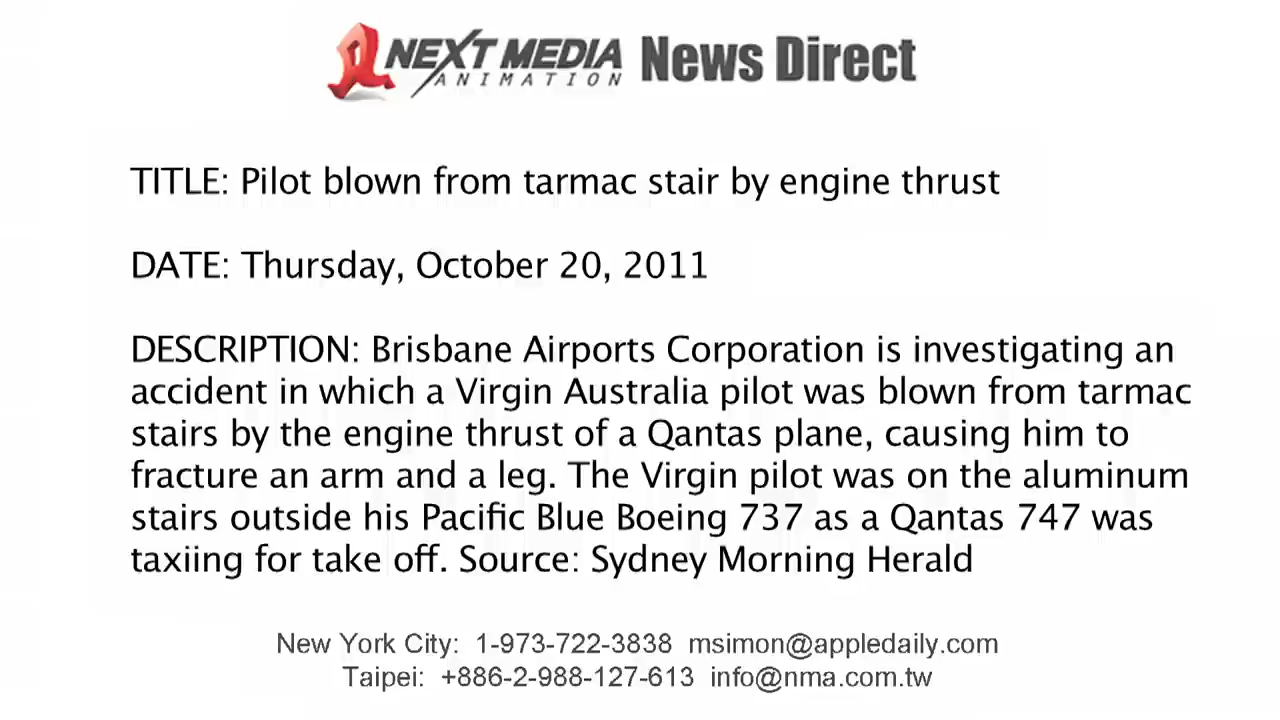 NEXT MEDIA News Direct
ANIMATION
TITLE: Pilot blown from tarmac stair by engine thrust
DATE: Thursday, October 20, 2011
DESCRIPTION: Brisbane Airports Corporation is investigating an
accident in which a Virgin Australia pilot was blown from tarmac
stairs by the engine thrust of a Qantas plane, causing him to
fracture an arm and a leg. The Virgin pilot was on the aluminum
stairs outside his Pacific Blue Boeing 737 as a Qantas 747 was
taxiing for take off. Source: Sydney Morning Herald
New York City: 1-973-722-3838 msimon@appledaily.com
Taipei: +886-2-988-127-613 info@nma.com.tw